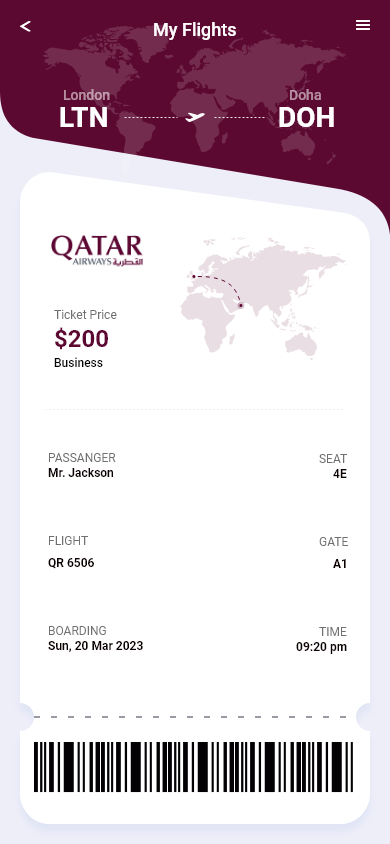 <
My Flights
London
Doha
LTN
DOH
QATAR
AIRWAYS القطرية
Ticket Price
$200
Business
PASSANGER
SEAT
Mr. Jackson
4E
FLIGHT
GATE
QR 6506
A1
BOARDING
TIME
Sun, 20 Mar 2023
09:20 pm